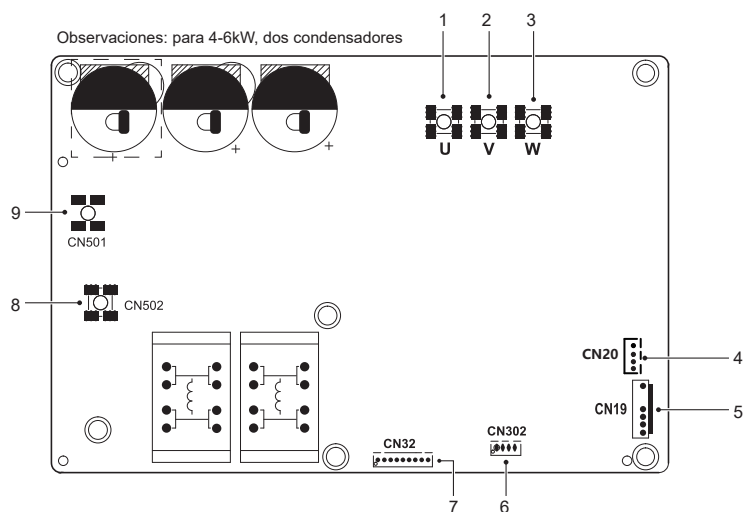 1 2 3
Observaciones: para 4-6kW, dos condensadores
+ + +
U V W
9
CN501
8 CN502
CN20 4
CN19 5
CN32 CN302
7 6